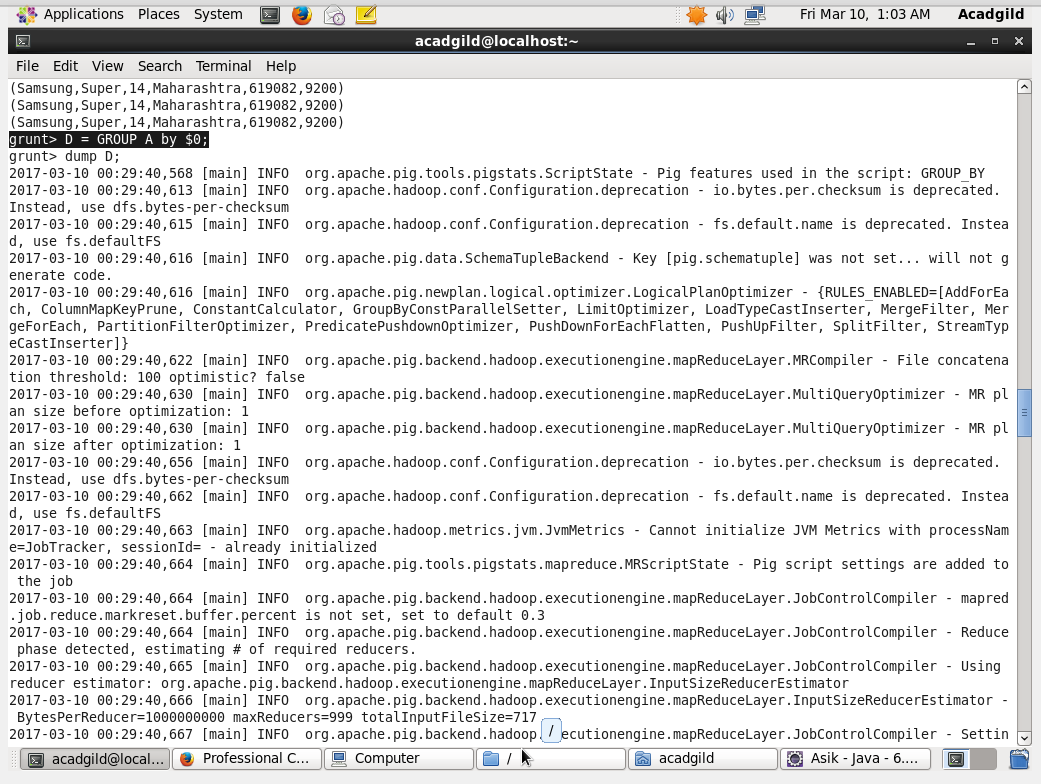 Applications Places System Fri Mar 10, 1:03 AM Acadgild
acadgild@localhost:~
File Edit View Search Terminal Help
(Samsung,Super,14,Maharashtra,619082,9200)
(Samsung,Super,14,Maharashtra,619082,9200)
(Samsung,Super,14,Maharashtra,619082,9200)
grunt> D = GROUP A by $0;
grunt> dump D;
2017-03-10 00:29:40,568 [main] INFO  org.apache.pig.tools.pigstats.ScriptState - Pig features used in the script: GROUP_BY
2017-03-10 00:29:40,613 [main] INFO  org.apache.hadoop.conf.Configuration.deprecation - io.bytes.per.checksum is deprecated.
Instead, use dfs.bytes-per-checksum
2017-03-10 00:29:40,615 [main] INFO  org.apache.hadoop.conf.Configuration.deprecation - fs.default.name is deprecated. Instea
d, use fs.defaultFS
2017-03-10 00:29:40,616 [main] INFO  org.apache.pig.data.SchemaTupleBackend - Key [pig.schematuple] was not set... will not g
enerate code.
2017-03-10 00:29:40,616 [main] INFO  org.apache.pig.newplan.logical.optimizer.LogicalPlanOptimizer - {RULES_ENABLED=[AddForEa
ch, ColumnMapKeyPrune, ConstantCalculator, GroupByConstParallelSetter, LimitOptimizer, LoadTypeCastInserter, MergeFilter, Mer
geForEach, PartitionFilterOptimizer, PredicatePushdownOptimizer, PushDownForEachFlatten, PushUpFilter, SplitFilter, StreamTyp
eCastInserter]}
2017-03-10 00:29:40,622 [main] INFO  org.apache.pig.backend.hadoop.executionengine.mapReduceLayer.MRCompiler - File concatena
tion threshold: 100 optimistic? false
2017-03-10 00:29:40,630 [main] INFO  org.apache.pig.backend.hadoop.executionengine.mapReduceLayer.MultiQueryOptimizer - MR pl
an size before optimization: 1
2017-03-10 00:29:40,630 [main] INFO  org.apache.pig.backend.hadoop.executionengine.mapReduceLayer.MultiQueryOptimizer - MR pl
an size after optimization: 1
2017-03-10 00:29:40,656 [main] INFO  org.apache.hadoop.conf.Configuration.deprecation - io.bytes.per.checksum is deprecated.
Instead, use dfs.bytes-per-checksum
2017-03-10 00:29:40,662 [main] INFO  org.apache.hadoop.conf.Configuration.deprecation - fs.default.name is deprecated. Instea
d, use fs.defaultFS
2017-03-10 00:29:40,663 [main] INFO  org.apache.hadoop.metrics.jvm.JvmMetrics - Cannot initialize JVM Metrics with processNam
e=JobTracker, sessionId= - already initialized
2017-03-10 00:29:40,664 [main] INFO  org.apache.pig.tools.pigstats.mapreduce.MRScriptState - Pig script settings are added to
 the job
2017-03-10 00:29:40,664 [main] INFO  org.apache.pig.backend.hadoop.executionengine.mapReduceLayer.JobControlCompiler - mapred
.job.reduce.markreset.buffer.percent is not set, set to default 0.3
2017-03-10 00:29:40,664 [main] INFO  org.apache.pig.backend.hadoop.executionengine.mapReduceLayer.JobControlCompiler - Reduce
 phase detected, estimating # of required reducers.
2017-03-10 00:29:40,665 [main] INFO  org.apache.pig.backend.hadoop.executionengine.mapReduceLayer.JobControlCompiler - Using
reducer estimator: org.apache.pig.backend.hadoop.executionengine.mapReduceLayer.InputSizeReducerEstimator
2017-03-10 00:29:40,666 [main] INFO  org.apache.pig.backend.hadoop.executionengine.mapReduceLayer.InputSizeReducerEstimator -
 BytesPerReducer=1000000000 maxReducers=999 totalInputFileSize=717
2017-03-10 00:29:40,667 [main] INFO  org.apache.pig.backend.hadoop. / ecutionengine.mapReduceLayer.JobControlCompiler - Settin
acadgild@local... Professional C... Computer / acadgild Asik - Java - 6....